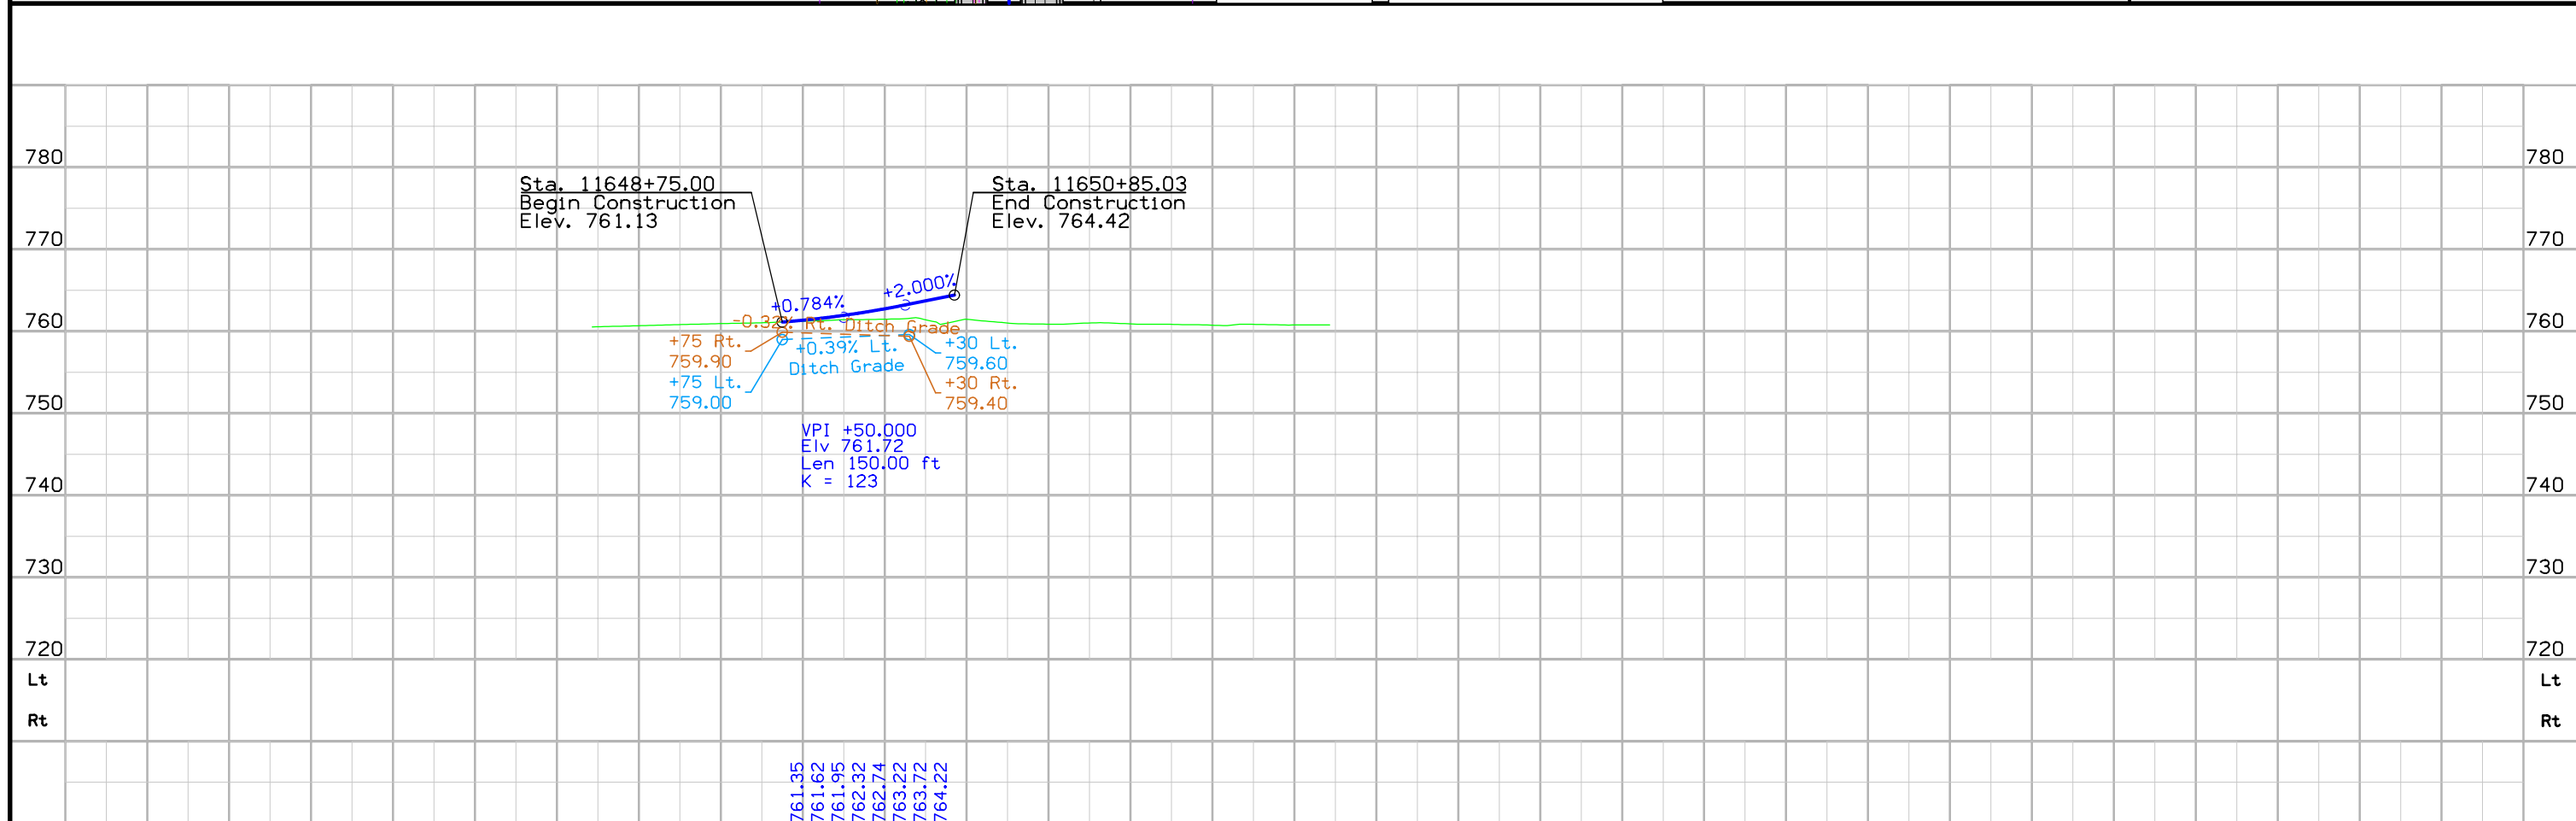 780
780
Sta. 11648+75.00
Begin Construction
Elev. 761.13
Sta. 11650+85.03
End Construction
Elev. 764.42
770
770
+0.784%
+2.000%
760
760
-0.32% Rt. Ditch Grade
+75 Rt.
759.90
+75 Lt.
759.00
+0.39% Lt.
Ditch Grade
+30 Lt.
759.60
+30 Rt.
759.40
750
750
VPI +50.000
Elv 761.72
Len 150.00 ft
K = 123
740
740
730
730
720
720
Lt
Lt
Rt
Rt
761.35
761.62
761.95
762.32
762.74
763.22
763.72
764.22